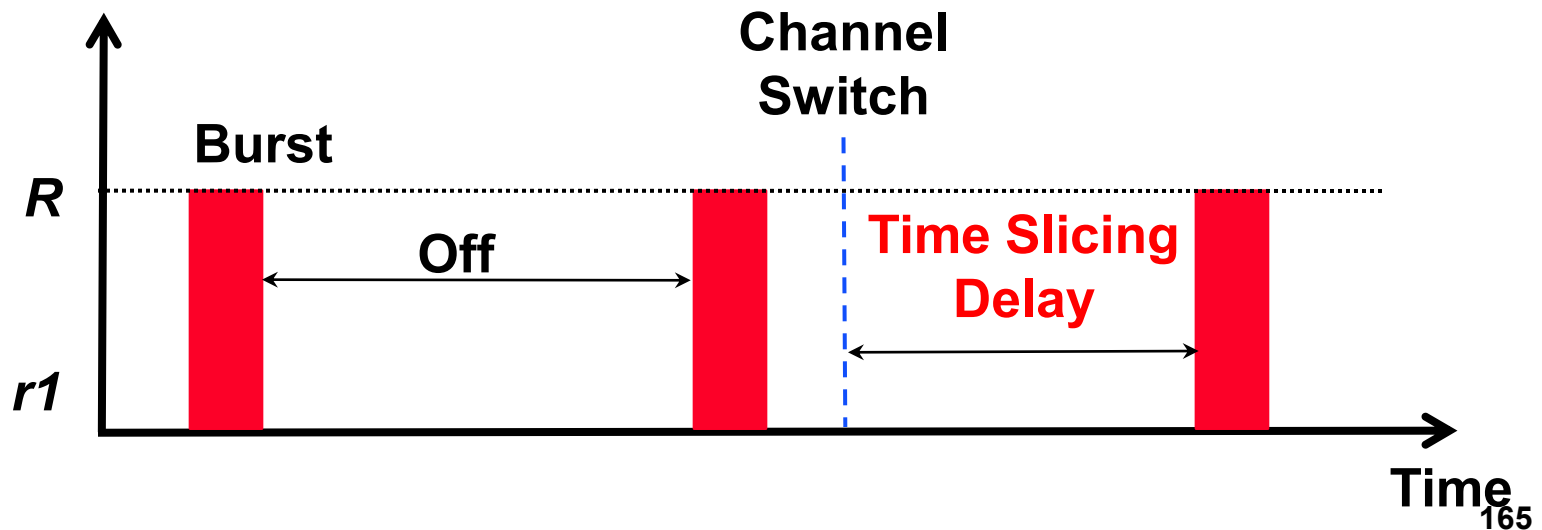 Channel
Switch
Burst
R
Off
Time Slicing
Delay
r1
Time
165